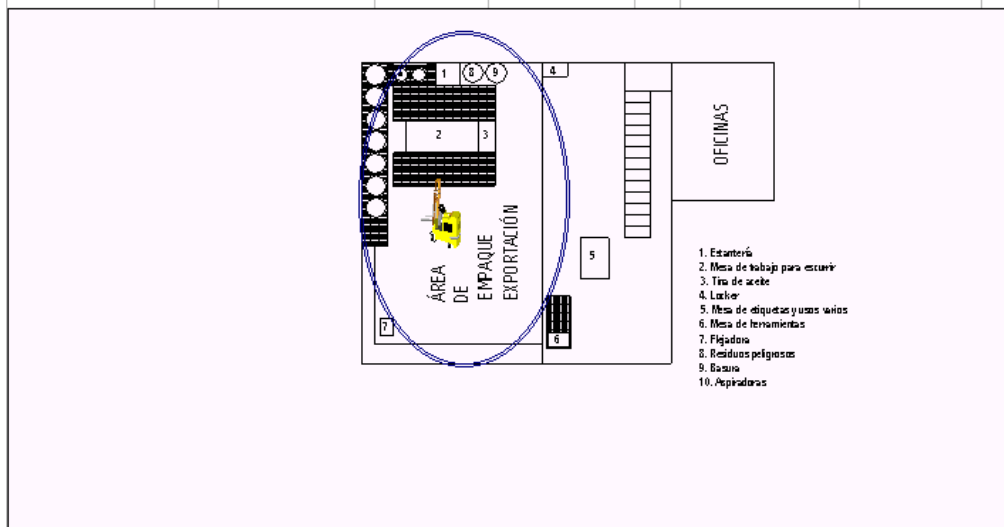 1
8
9
4
2
3
OFICINAS
ÁREA
DE
EMPAQUE
EXPORTACIÓN
5
7
6
1. Estantería
2. Mesa de trabajo para escurrir
3. Tina de aceite
4. Locker
5. Mesa de etiquetas y usos varios
6. Mesa de herramientas
7. Flejadora
8. Residuos peligrosos
9. Basura
10. Aspiradoras